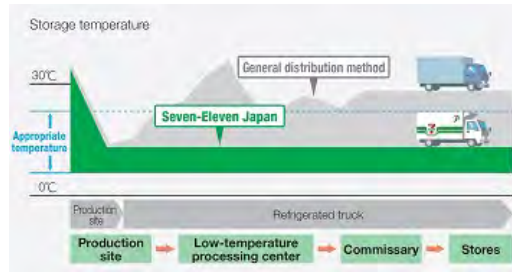 Storage temperature
30℃
General distribution method
Seven-Eleven Japan
Appropriate
temperature
0℃
Production
site
Refrigerated truck
Production
site
Low-temperature
processing center
Commissary
Stores